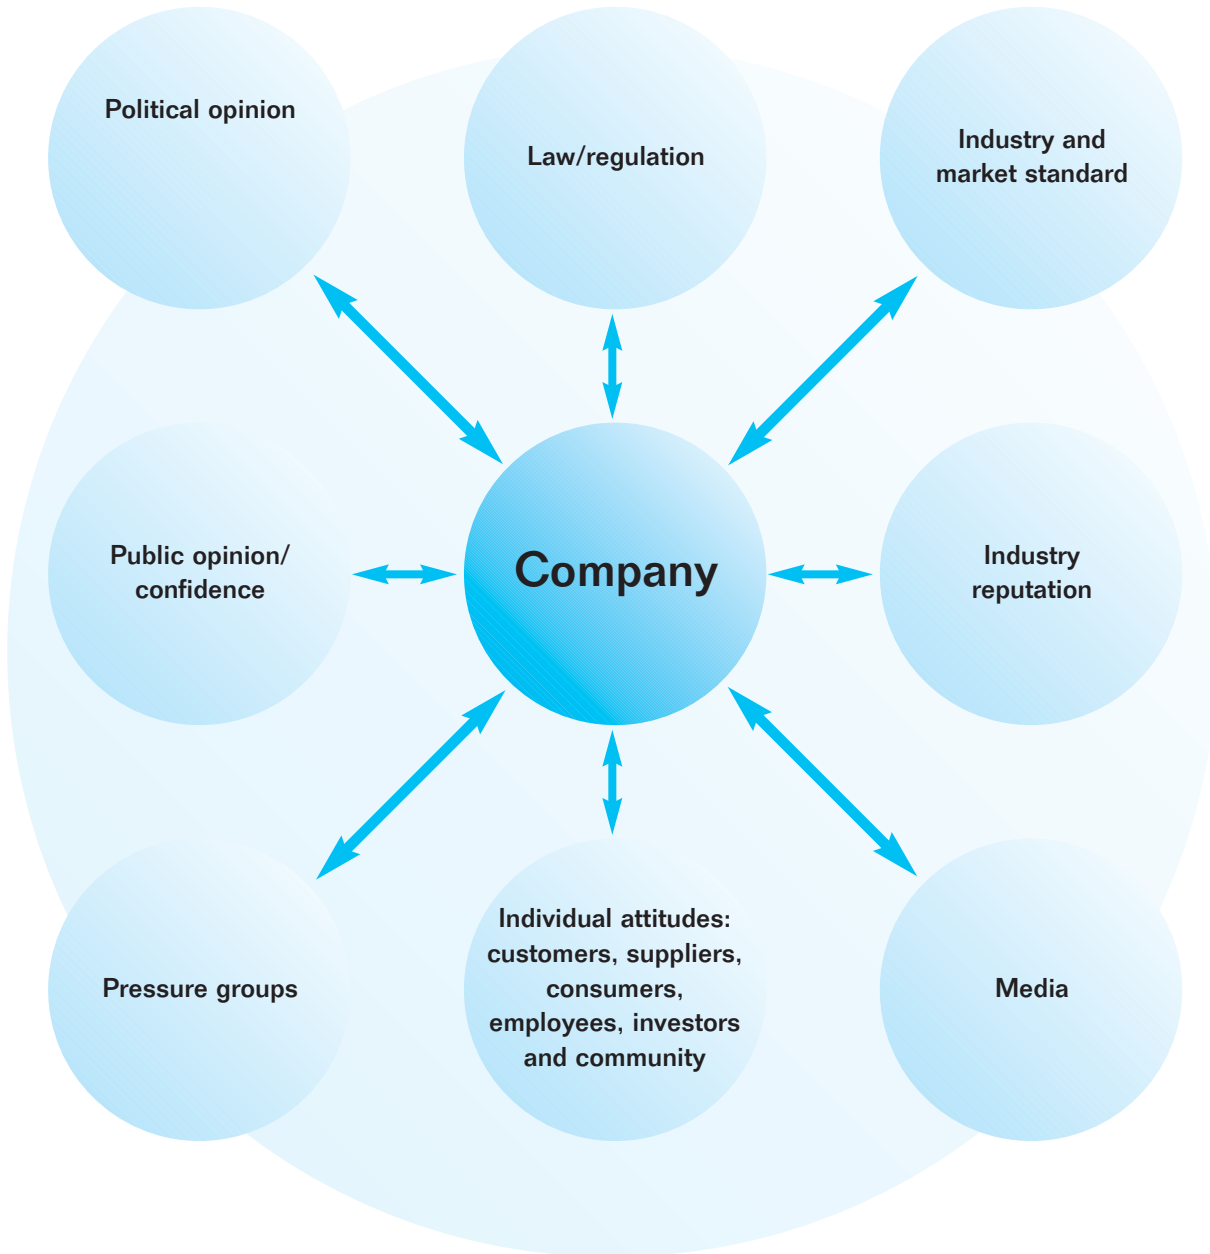 Political opinion
Law/regulation
Industry and
market standard
Public opinion/
confidence
Company
Industry
reputation
Pressure groups
Individual attitudes:
customers, suppliers,
consumers,
employees, investors
and community
Media